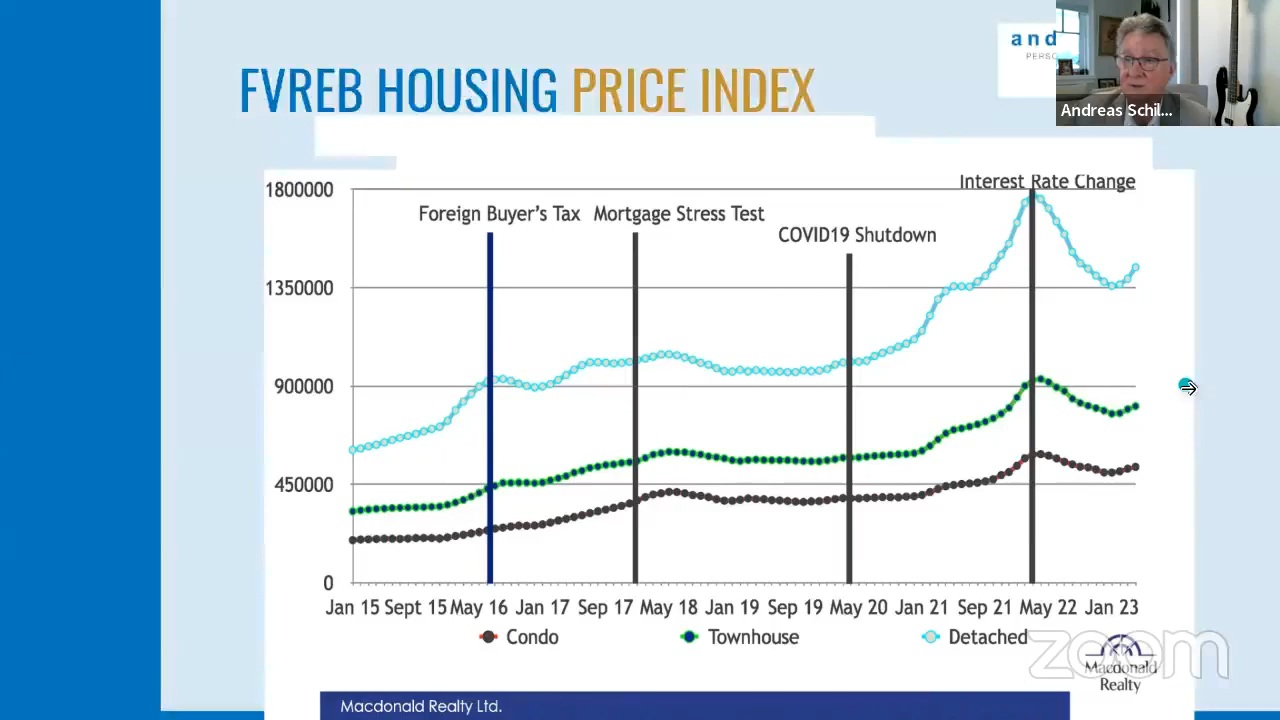 and
PERSO
Andreas Schil...
FVREB HOUSING PRICE INDEX
Interest Rate Change
Foreign Buyer's Tax Mortgage Stress Test
COVID19 Shutdown
1800000
1350000
900000
450000
0
Jan 15 Sept 15 May 16 Jan 17 Sep 17 May 18 Jan 19 Sep 19 May 20 Jan 21 Sep 21 May 22 Jan 23
Condo Townhouse Detached
zoom
Macdonald
Realty
Macdonald Realty Ltd.